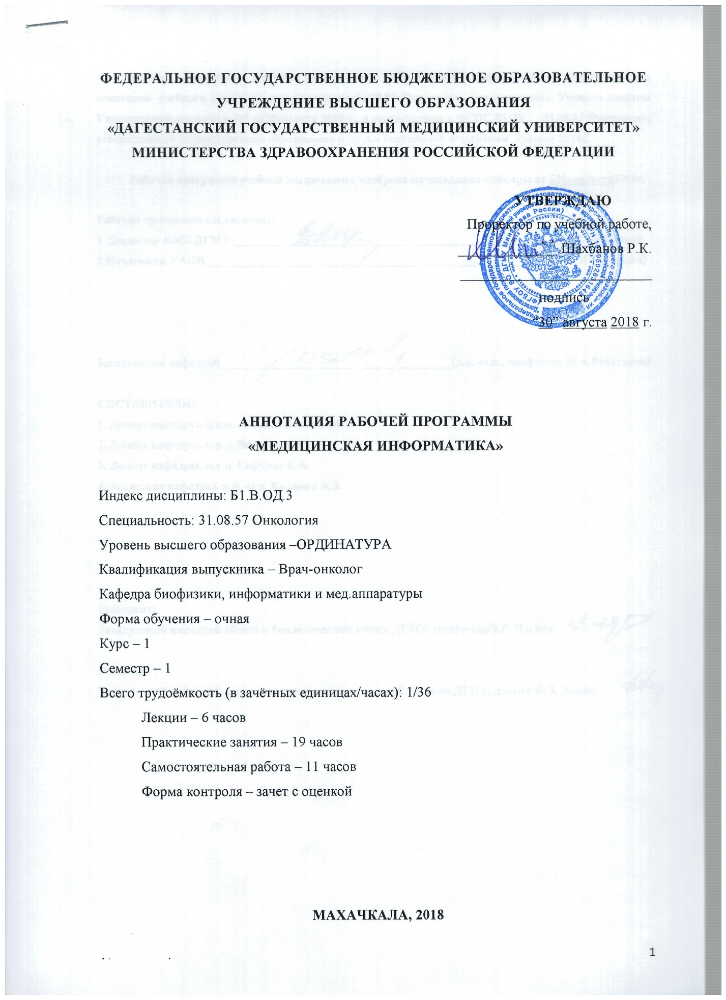 ФЕДЕРАЛЬНОЕ ГОСУДАРСТВЕННОЕ БЮДЖЕТНОЕ ОБРАЗОВАТЕЛЬНОЕ
УЧРЕЖДЕНИЕ ВЫСШЕГО ОБРАЗОВАНИЯ
«ДАГЕСТАНСКИЙ ГОСУДАРСТВЕННЫЙ МЕДИЦИНСКИЙ УНИВЕРСИТЕТ»
МИНИСТЕРСТВА ЗДРАВООХРАНЕНИЯ РОССИЙСКОЙ ФЕДЕРАЦИИ
УТВЕРЖДАЮ
Проректор по учебной работе,
Шахбанов Р.К.
подпись
“30” августа 2018 г.
АННОТАЦИЯ РАБОЧЕЙ ПРОГРАММЫ
«МЕДИЦИНСКАЯ ИНФОРМАТИКА»
Индекс дисциплины: Б1.В.ОД.3
Специальность: 31.08.57 Онкология
Уровень высшего образования –ОРДИНАТУРА
Квалификация выпускника – Врач-онколог
Кафедра биофизики, информатики и мед.аппаратуры
Форма обучения – очная
Курс – 1
Семестр – 1
Всего трудоёмкость (в зачётных единицах/часах): 1/36
Лекции – 6 часов
Практические занятия – 19 часов
Самостоятельная работа – 11 часов
Форма контроля – зачет с оценкой
МАХАЧКАЛА, 2018
1